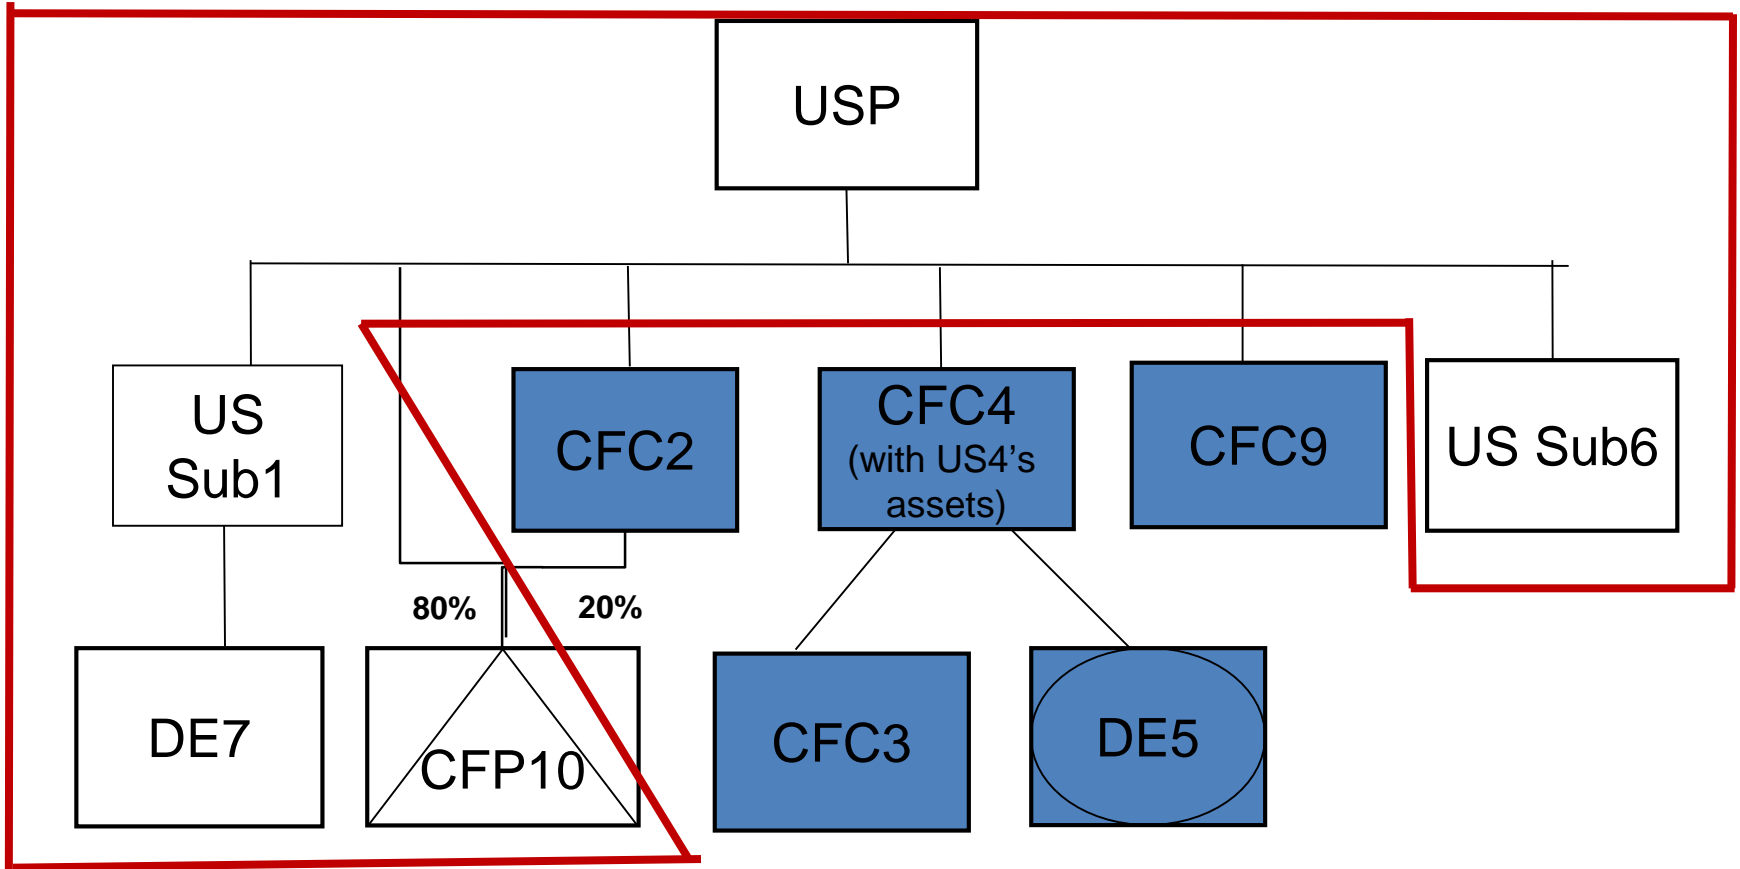 USP
US
Sub1
CFC2
CFC4
(with US4's
assets)
CFC9
US Sub6
80%
20%
DE7
CFP10
CFC3
DE5